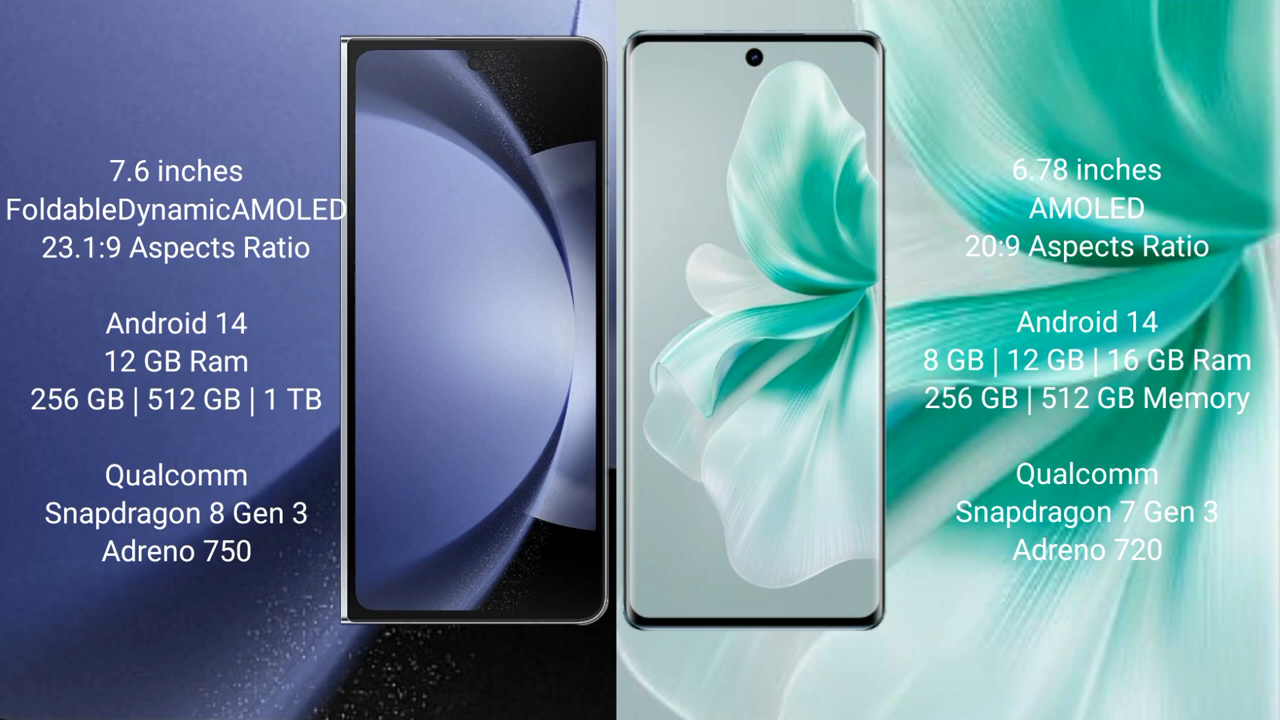 7.6 inches
FoldableDynamicAMOLED
23.1:9 Aspects Ratio
Android 14
12 GB Ram
256 GB | 512 GB | 1 TB
Qualcomm
Snapdragon 8 Gen 3
Adreno 750
6.78 inches
AMOLED
20:9 Aspects Ratio
Android 14
8 GB | 12 GB | 16 GB Ram
256 GB | 512 GB Memory
Qualcomm
Snapdragon 7 Gen 3
Adreno 720